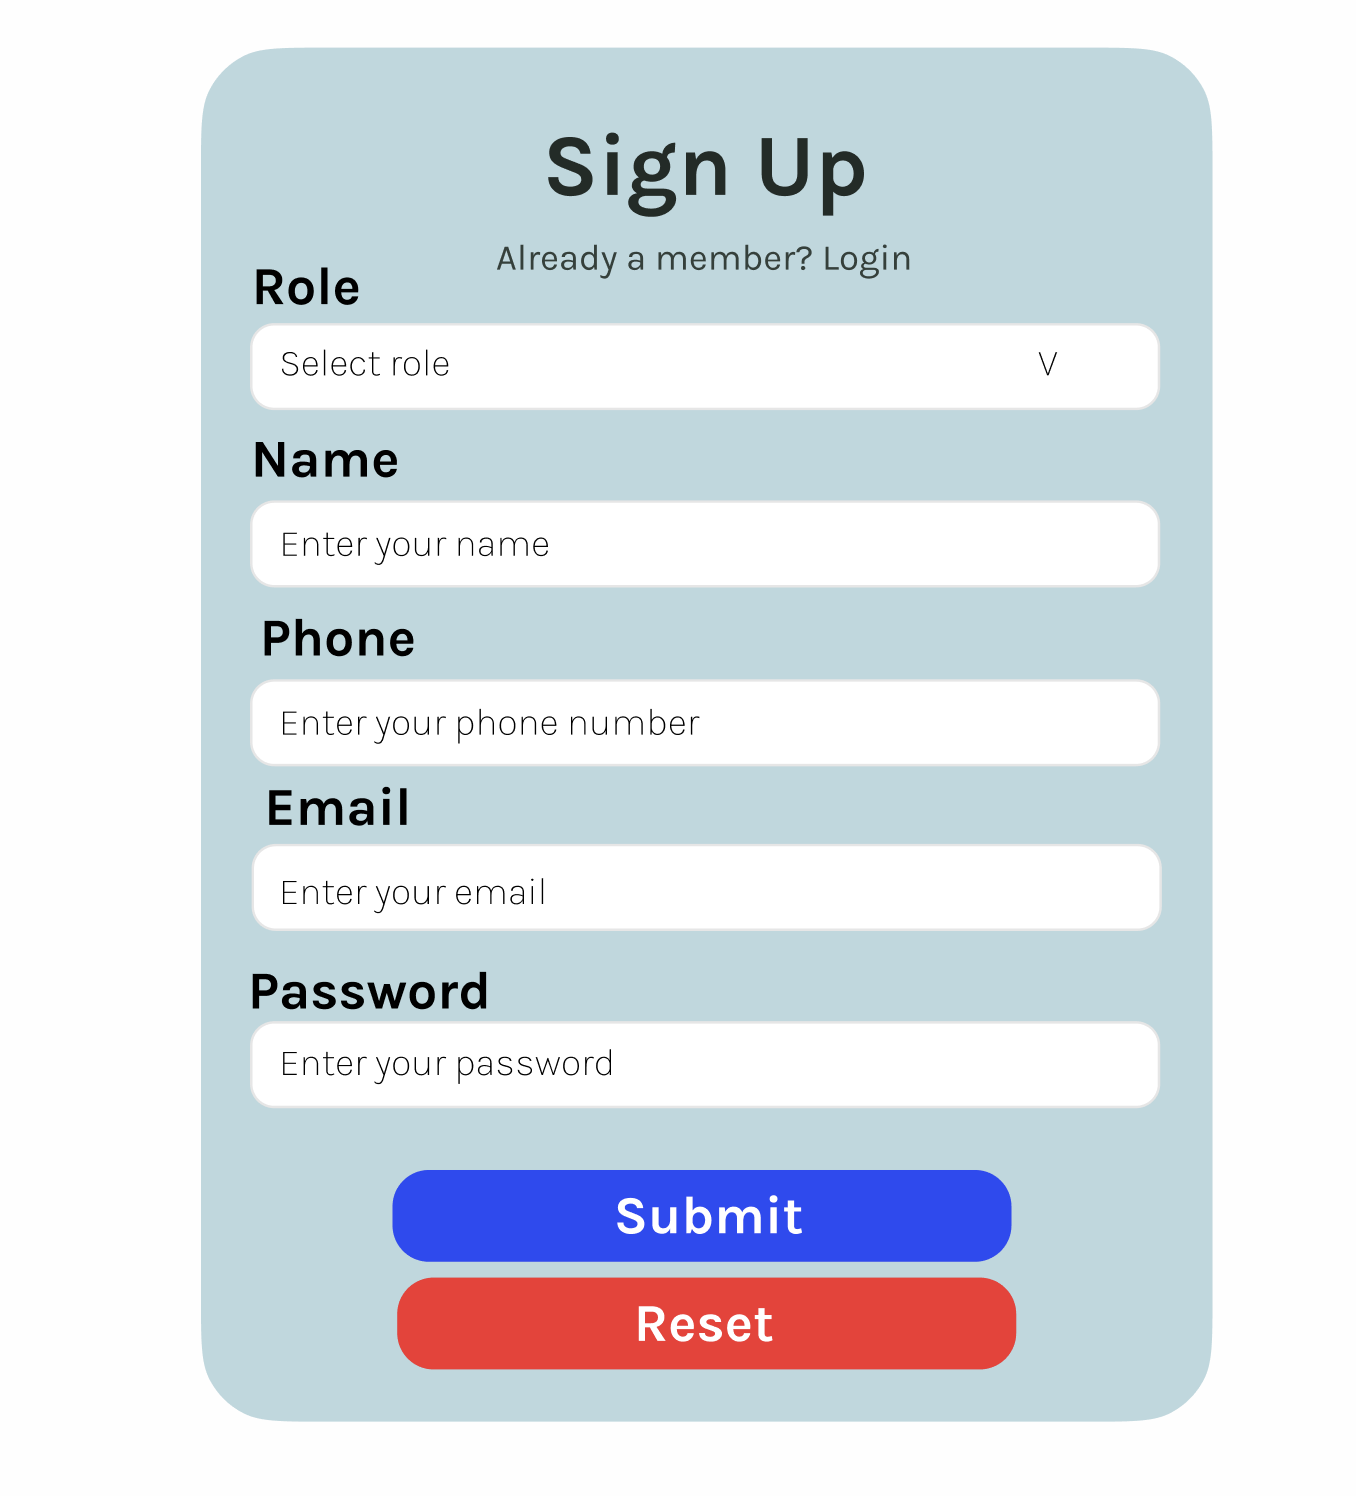 Sign Up
Already a member? Login
Role
Select role V
Name
Enter your name
Phone
Enter your phone number
Email
Enter your email
Password
Enter your password
Submit
Reset